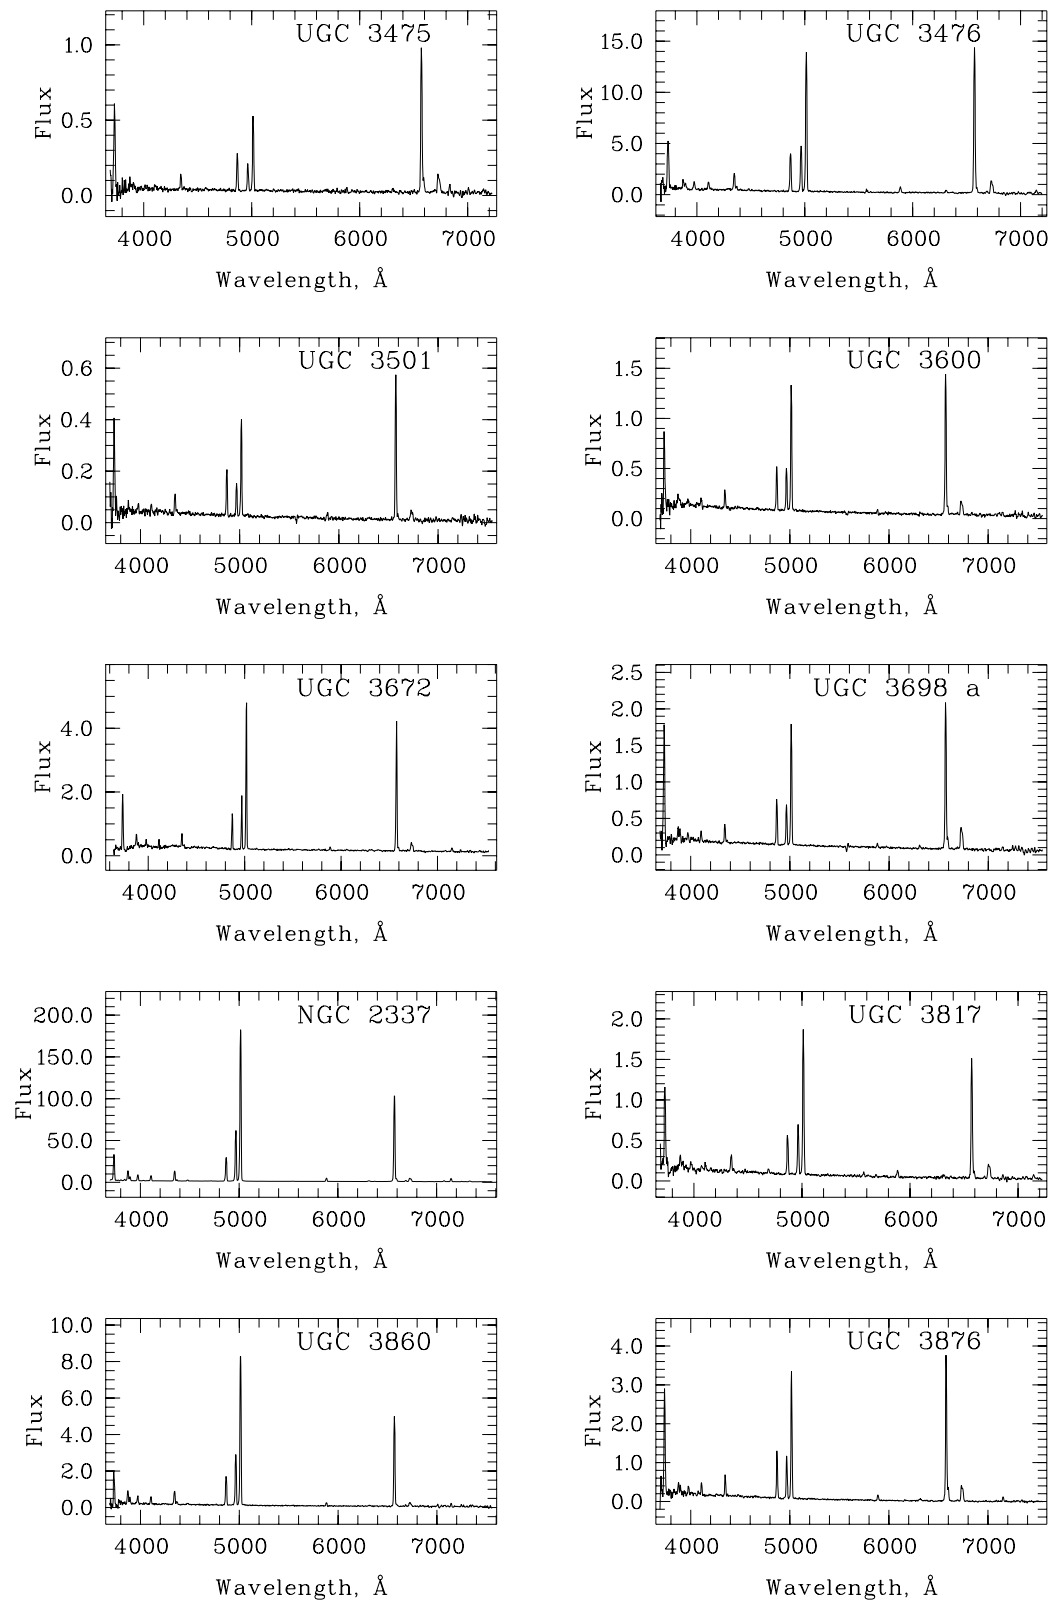 UGC 3475
1.0
0.5
0.0
Flux
4000 5000 6000 7000
Wavelength, Å
UGC 3476
15.0
10.0
5.0
0.0
Flux
4000 5000 6000 7000
Wavelength, Å
UGC 3501
0.6
0.4
0.2
0.0
Flux
4000 5000 6000 7000
Wavelength, Å
UGC 3600
1.5
1.0
0.5
0.0
Flux
4000 5000 6000 7000
Wavelength, Å
UGC 3672
4.0
2.0
0.0
Flux
4000 5000 6000 7000
Wavelength, Å
UGC 3698 a
2.5
2.0
1.5
1.0
0.5
0.0
Flux
4000 5000 6000 7000
Wavelength, Å
NGC 2337
200.0
150.0
100.0
50.0
0.0
Flux
4000 5000 6000 7000
Wavelength, Å
UGC 3817
2.0
1.5
1.0
0.5
0.0
Flux
4000 5000 6000 7000
Wavelength, Å
UGC 3860
10.0
8.0
6.0
4.0
2.0
0.0
Flux
4000 5000 6000 7000
Wavelength, Å
UGC 3876
4.0
3.0
2.0
1.0
0.0
Flux
4000 5000 6000 7000
Wavelength, Å